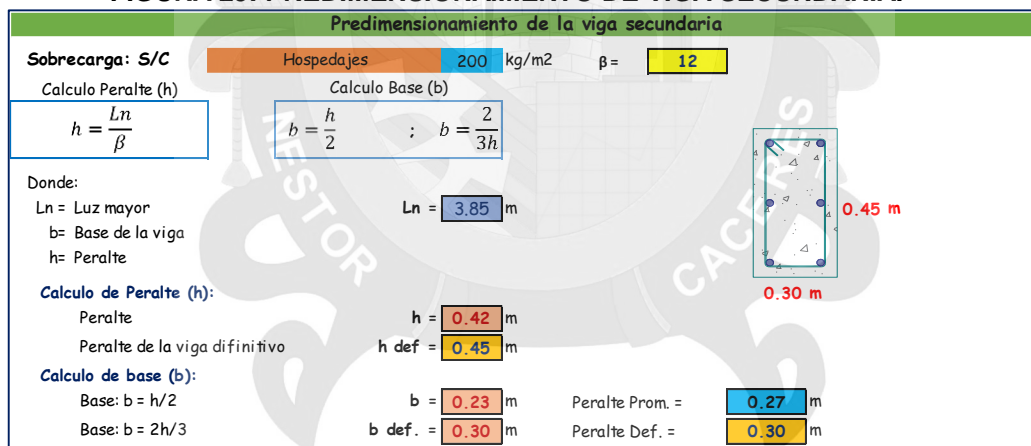 Predimensionamiento de la viga secundaria
Sobrecarga: S/C Hospedajes 200 kg/m2 β = 12
Calculo Peralte (h) Calculo Base (b)
h = Ln/β b = h/2 ; b = 2/3h
Donde:
Ln = Luz mayor Ln = 3.85 m
b= Base de la viga
h= Peralte
0.45 m
0.30 m
Calculo de Peralte (h):
Peralte h = 0.42 m
Peralte de la viga difinitivo h def = 0.45 m
Calculo de base (b):
Base: b = h/2 b = 0.23 m Peralte Prom. = 0.27 m
Base: b = 2h/3 b def. = 0.30 m Peralte Def. = 0.30 m
NESTOR
CACERES